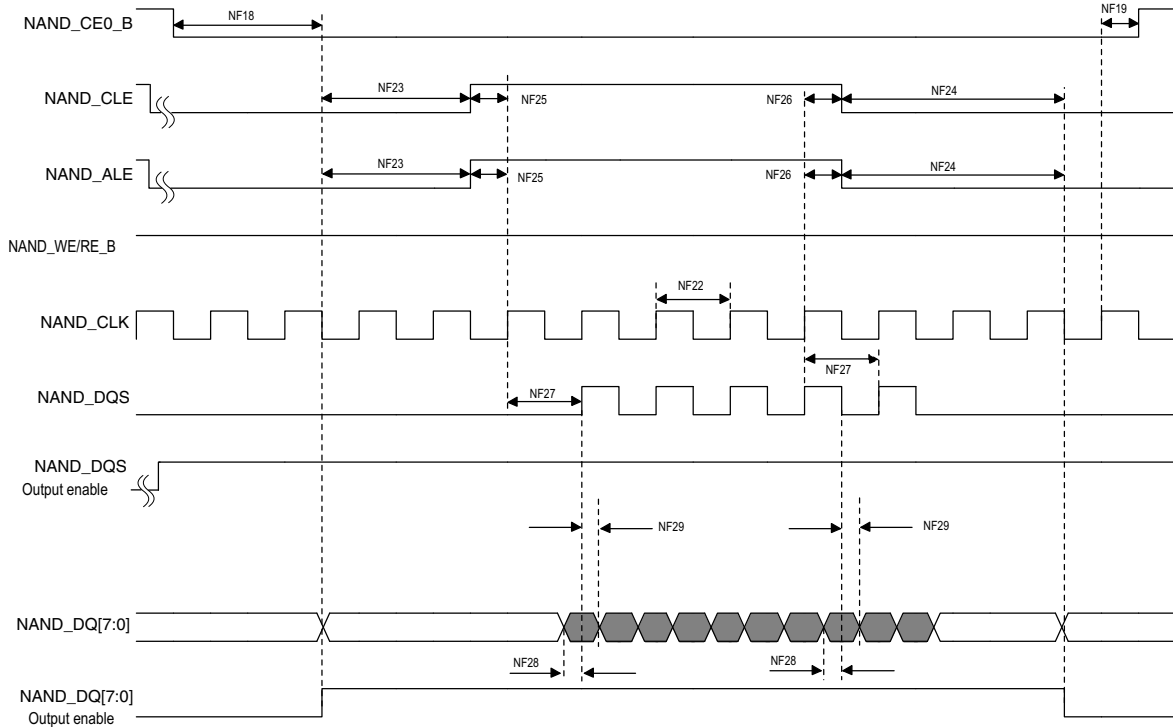 NF18
NF19
NAND_CE0_B
NF23
NF25
NF26
NF24
NAND_CLE
NF23
NF25
NF26
NF24
NAND_ALE
NAND_WE/RE_B
NF22
NAND_CLK
NF27
NF27
NAND_DQS
NAND_DQS
Output enable
NF29
NF29
NAND_DQ[7:0]
NF28
NF28
NAND_DQ[7:0]
Output enable